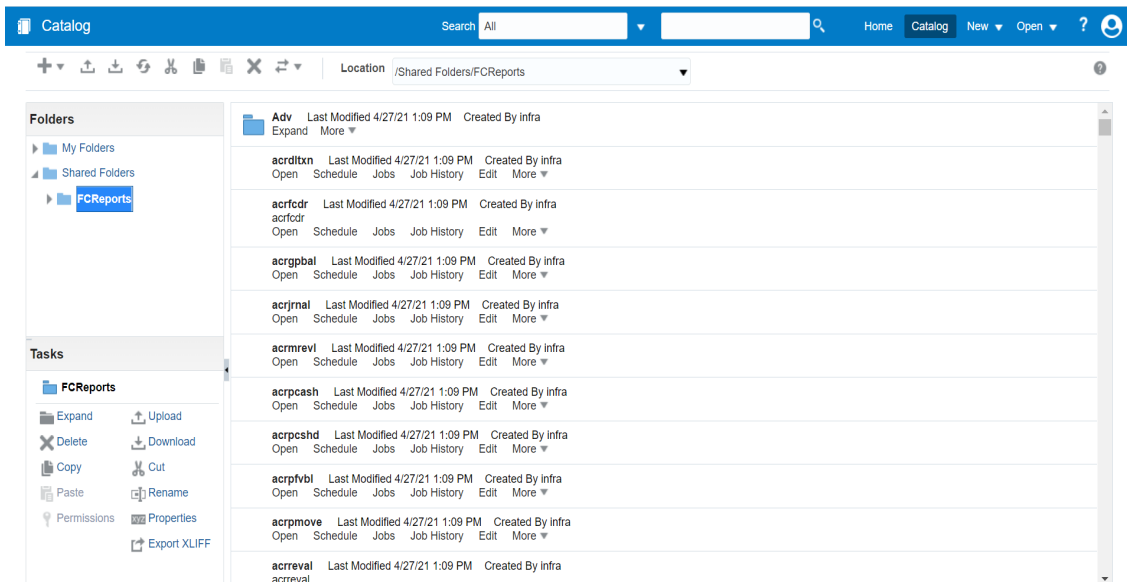 Catalog
Search All
Home Catalog New Open ?
Location /Shared Folders/FCReports
Folders
My Folders
Shared Folders
FCReports
Tasks
FCReports
Expand Upload
Delete Download
Copy Cut
Paste Rename
Permissions xyz Properties
Export XLIFF
Adv Last Modified 4/27/21 1:09 PM Created By infra
Expand More
acrdltxn Last Modified 4/27/21 1:09 PM Created By infra
Open Schedule Jobs Job History Edit More
acrfcdr Last Modified 4/27/21 1:09 PM Created By infra
acrfcdr
Open Schedule Jobs Job History Edit More
acrgpbal Last Modified 4/27/21 1:09 PM Created By infra
Open Schedule Jobs Job History Edit More
acrjrnal Last Modified 4/27/21 1:09 PM Created By infra
Open Schedule Jobs Job History Edit More
acrmrevl Last Modified 4/27/21 1:09 PM Created By infra
Open Schedule Jobs Job History Edit More
acrpcash Last Modified 4/27/21 1:09 PM Created By infra
Open Schedule Jobs Job History Edit More
acrpcshd Last Modified 4/27/21 1:09 PM Created By infra
Open Schedule Jobs Job History Edit More
acrpfvbl Last Modified 4/27/21 1:09 PM Created By infra
Open Schedule Jobs Job History Edit More
acrpmove Last Modified 4/27/21 1:09 PM Created By infra
Open Schedule Jobs Job History Edit More
acrreval Last Modified 4/27/21 1:09 PM Created By infra
acrreval